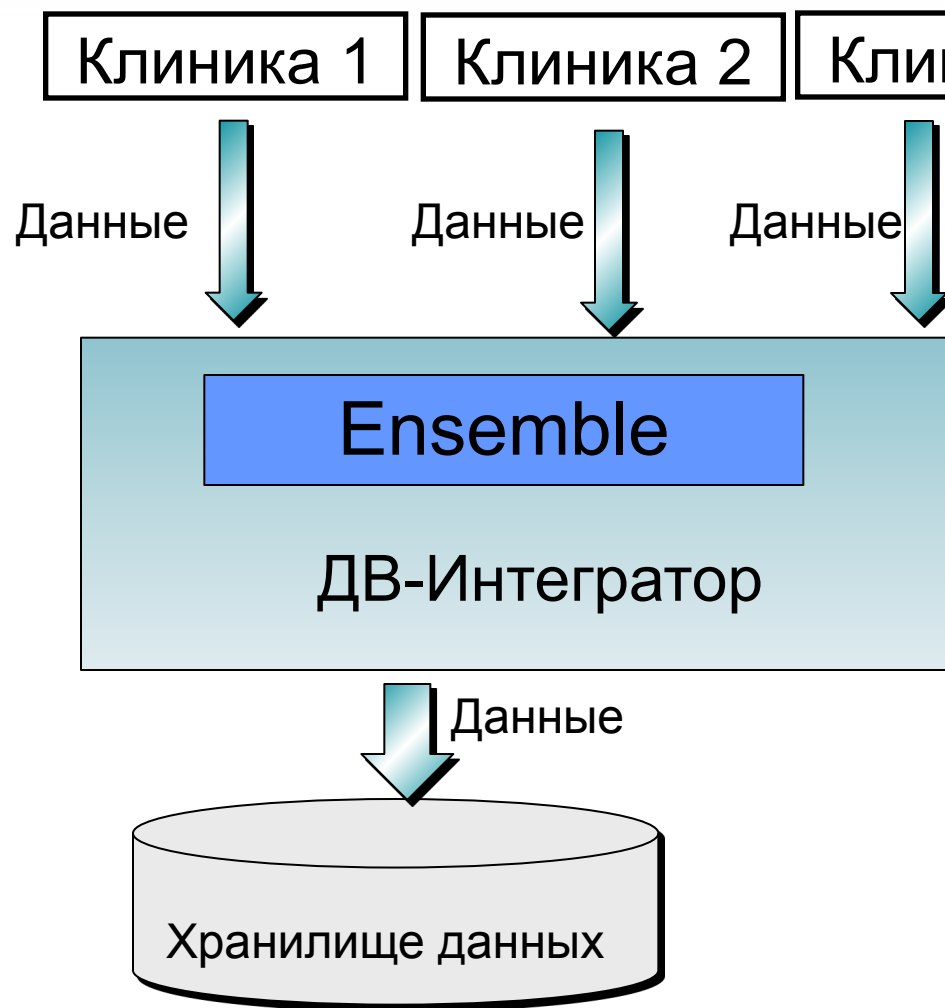 Клиника 1 Клиника 2
Данные Данные Данные
Ensemble
ДВ-Интегратор
Данные
Хранилище данных